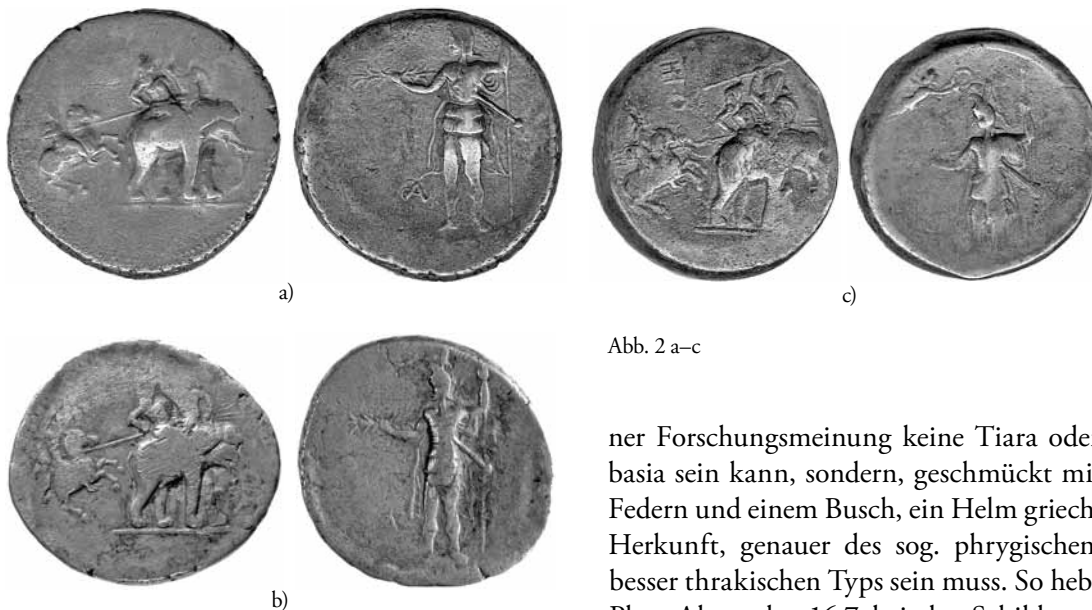 a)
c)
Abb. 2 a–c
b)
ner Forschungsmeinung keine Tiara oder
basia sein kann, sondern, geschmückt mi
Federn und einem Busch, ein Helm griech
Herkunft, genauer des sog. phrygischen
besser thrakischen Typs sein muss. So heb